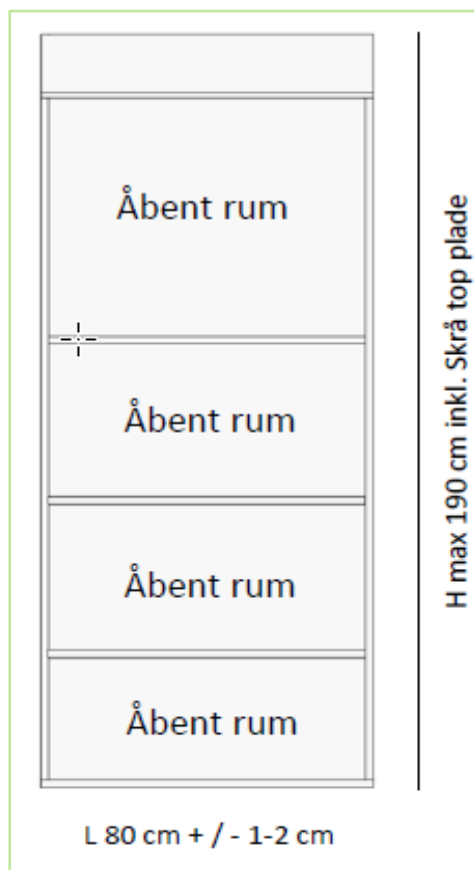 Åbent rum
Åbent rum
Åbent rum
Åbent rum
H max 190 cm inkl. Skrå top plade
L 80 cm + / - 1-2 cm